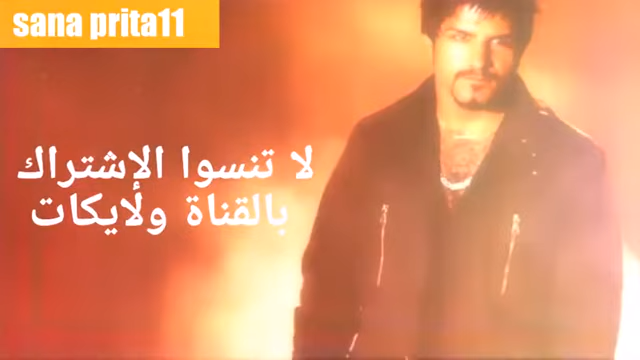 sana prita11
لا تنسوا الإشتراك
بالقناة ولايكات